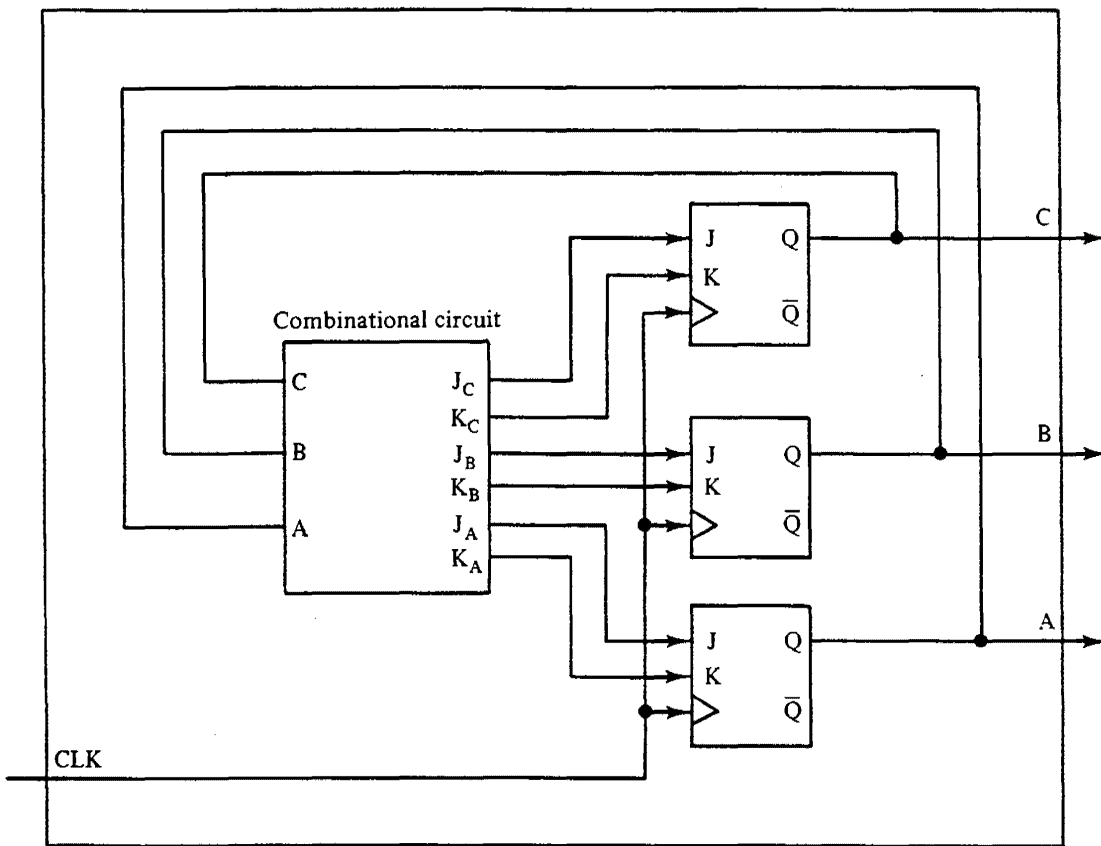 C
J Q
K
Q̅
Combinational circuit
C
B
A
J_C
K_C
J_B
K_B
J_A
K_A
B
J Q
K
Q̅
A
J Q
K
Q̅
CLK